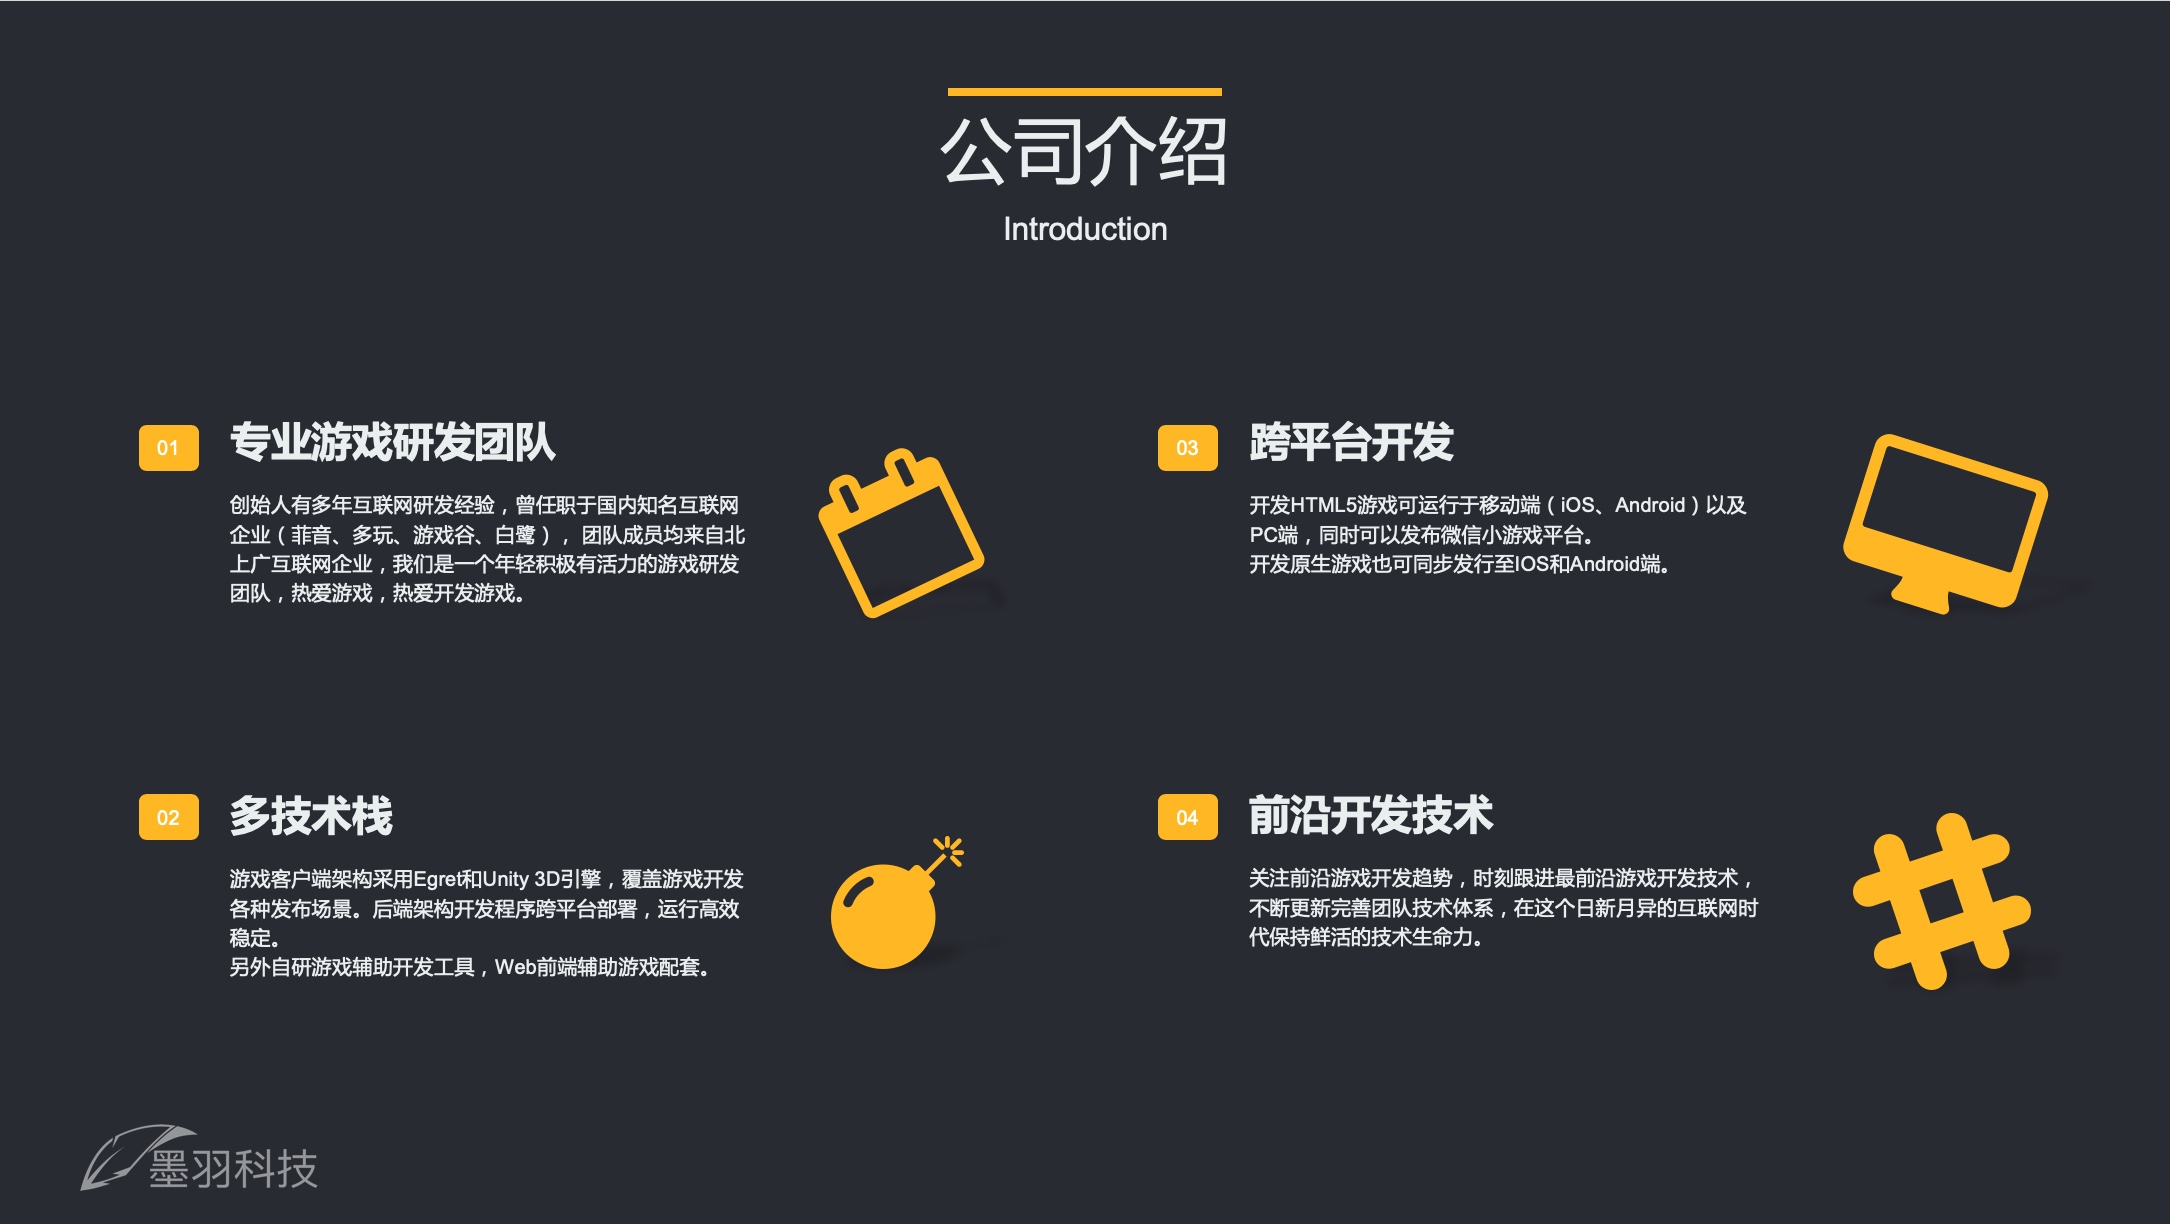 公司介绍
Introduction
01
专业游戏研发团队
创始人有多年互联网研发经验，曾任职于国内知名互联网
企业（菲音、多玩、游戏谷、白鹭），团队成员均来自北
上广互联网企业，我们是一个年轻积极有活力的游戏研发
团队，热爱游戏，热爱开发游戏。
02
多技术栈
游戏客户端架构采用Egret和Unity 3D引擎，覆盖游戏开发
各种发布场景。后端架构开发程序跨平台部署，运行高效
稳定。
另外自研游戏辅助开发工具，Web前端辅助游戏配套。
03
跨平台开发
开发HTML5游戏可运行于移动端（iOS、Android）以及
PC端，同时可以发布微信小游戏平台。
开发原生游戏也可同步发行至IOS和Android端。
04
前沿开发技术
关注前沿游戏开发趋势，时刻跟进最前沿游戏开发技术，
不断更新完善团队技术体系，在这个日新月异的互联网时
代保持鲜活的技术生命力。
墨羽科技